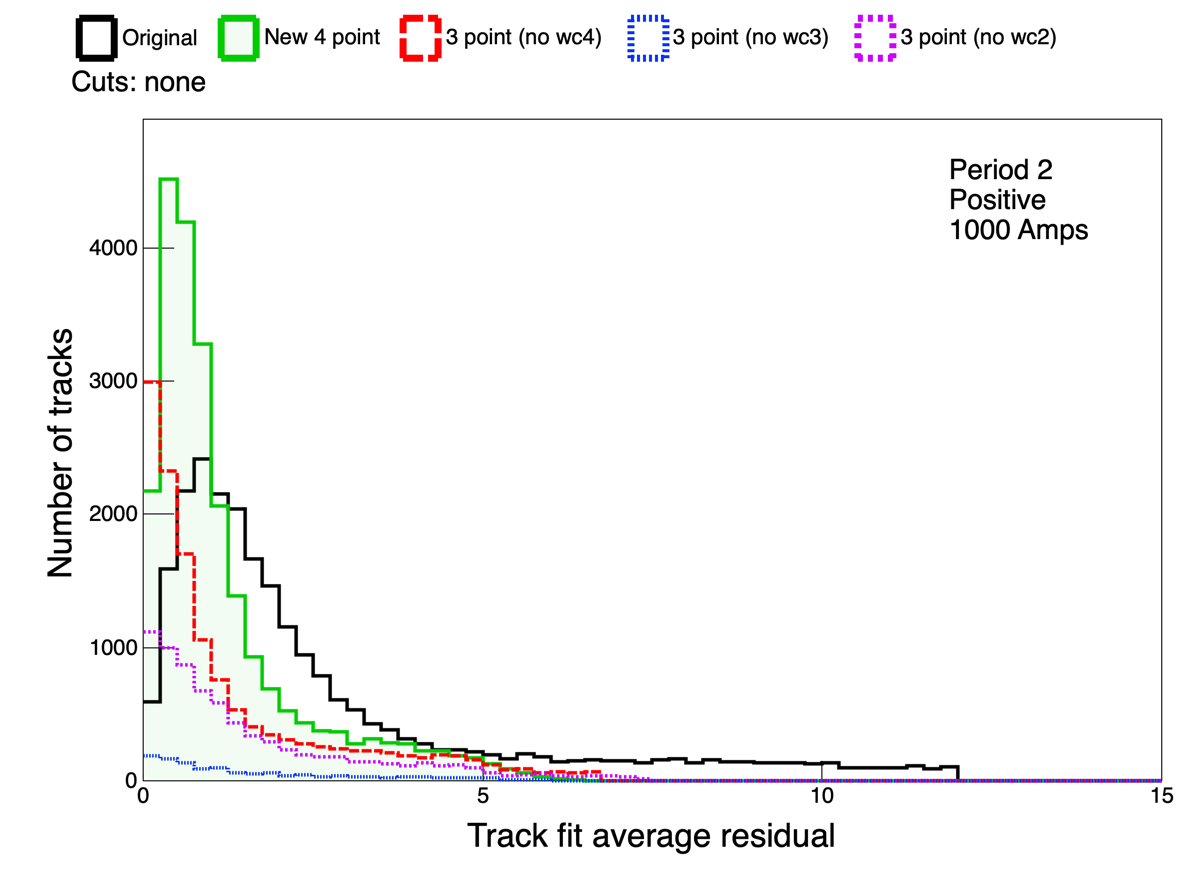 Original New 4 point 3 point (no wc4) 3 point (no wc3) 3 point (no wc2)
Cuts: none
Period 2
Positive
1000 Amps
4000
3000
2000
1000
0
Number of tracks
0 5 10 15
Track fit average residual